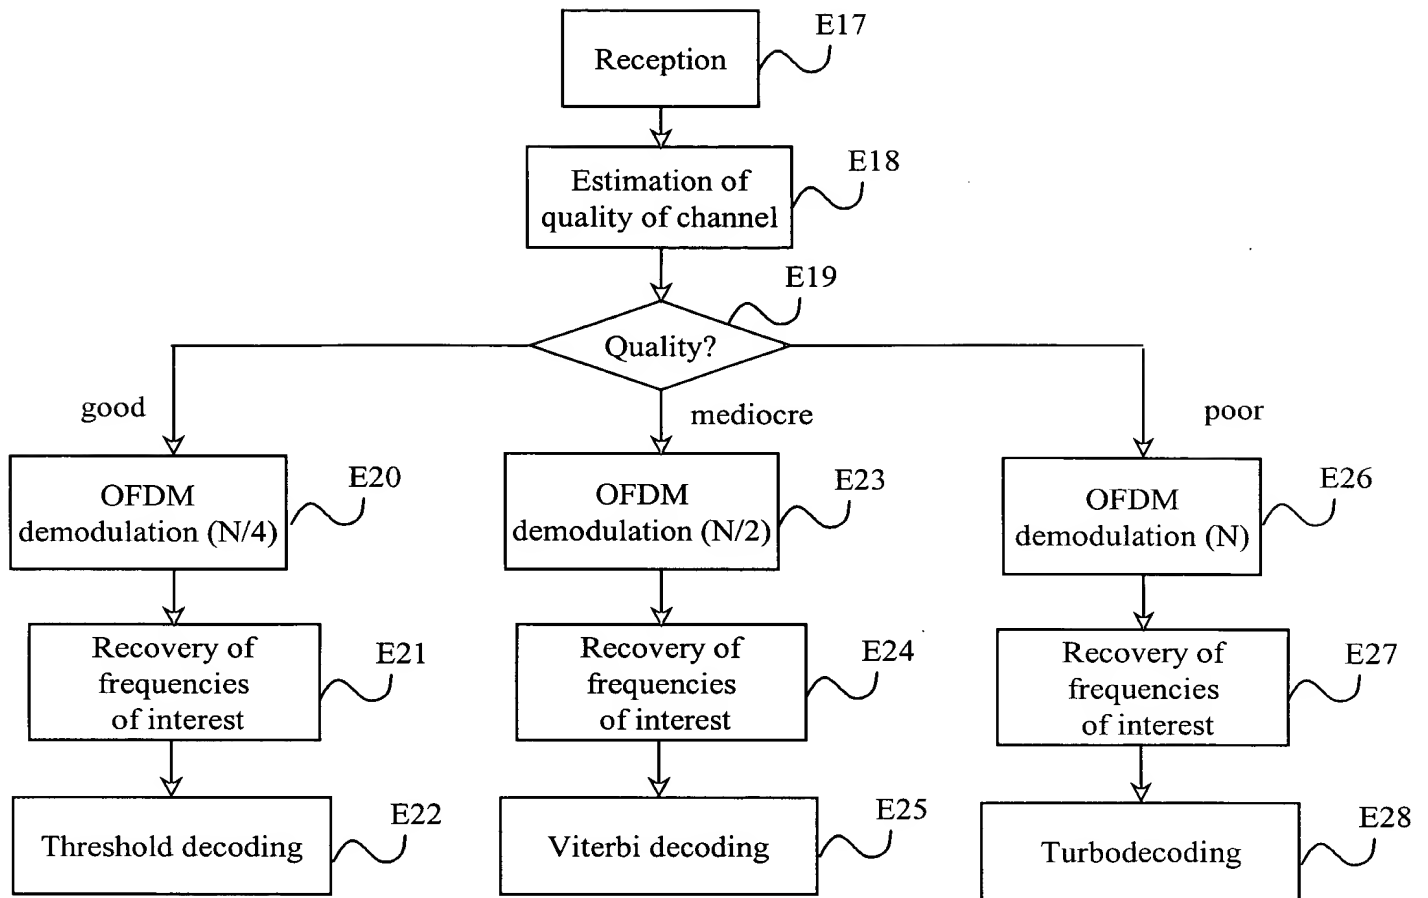 E17
Reception
E18
Estimation of
quality of channel
E19
Quality?
good
mediocre
poor
E20
OFDM
demodulation (N/4)
E23
OFDM
demodulation (N/2)
E26
OFDM
demodulation (N)
E21
Recovery of
frequencies
of interest
E24
Recovery of
frequencies
of interest
E27
Recovery of
frequencies
of interest
E22
Threshold decoding
E25
Viterbi decoding
E28
Turbodecoding